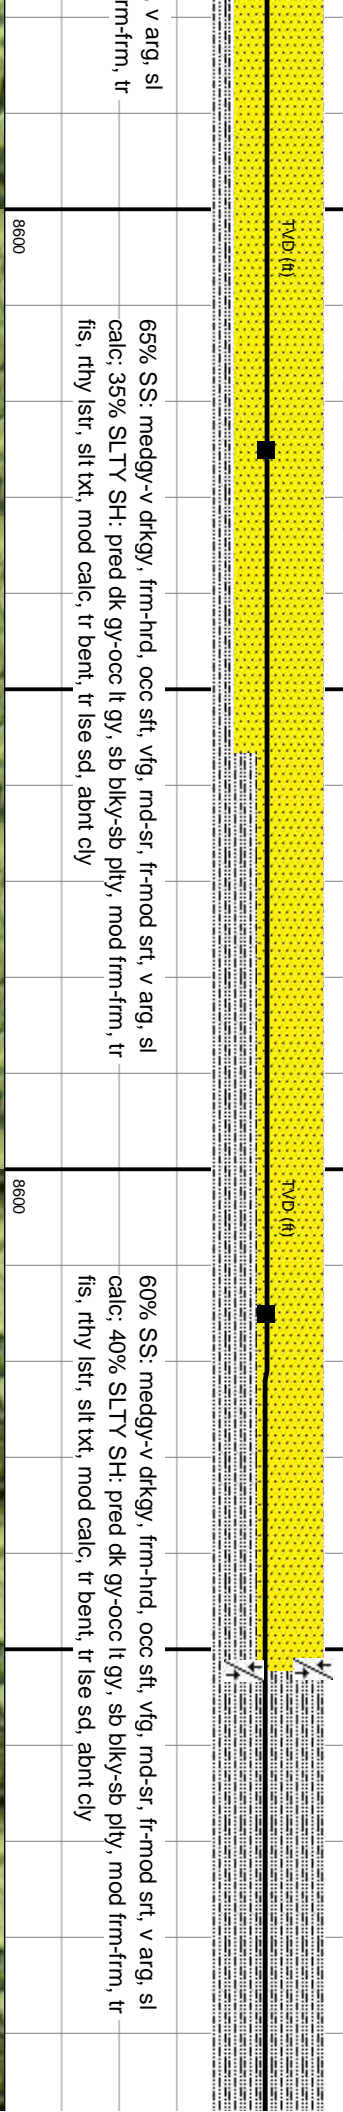 , v arg, sl
rm-frm, tr
8600
TVD (ft)
65% SS: medgy-v drkgy, frm-hrd, occ sft, vfg, rnd-sr, fr-mod srt, v arg, sl
calc; 35% SLTY SH: pred dk gy-occ lt gy, sb blky-sb plty, mod frm-frm, tr
fis, rthy lstr, slt txt, mod calc, tr bent, tr lse sd, abnt cly
8600
TVD (ft)
60% SS: medgy-v drkgy, frm-hrd, occ sft, vfg, rnd-sr, fr-mod srt, v arg, sl
calc; 40% SLTY SH: pred dk gy-occ lt gy, sb blky-sb plty, mod frm-frm, tr
fis, rthy lstr, slt txt, mod calc, tr bent, tr lse sd, abnt cly